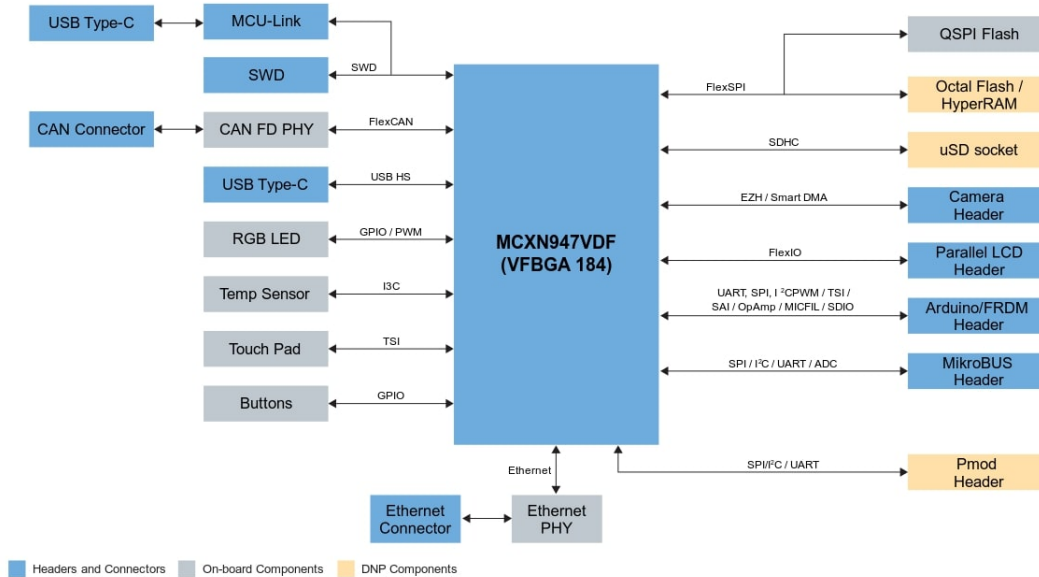 USB Type-C
MCU-Link
QSPI Flash
SWD
SWD
FlexSPI
Octal Flash /
HyperRAM
CAN Connector
CAN FD PHY
FlexCAN
SDHC
uSD socket
USB Type-C
USB HS
EZH / Smart DMA
Camera
Header
RGB LED
GPIO / PWM
MCXN947VDF
(VFBGA 184)
FlexIO
Parallel LCD
Header
Temp Sensor
I3C
UART, SPI, I ²CPWM / TSI /
SAI / OpAmp / MICFIL / SDIO
Arduino/FRDM
Header
Touch Pad
TSI
SPI / I²C / UART / ADC
MikroBUS
Header
Buttons
GPIO
Ethernet
SPI/I²C / UART
Pmod
Header
Ethernet
Connector
Ethernet
PHY
Headers and Connectors
On-board Components
DNP Components